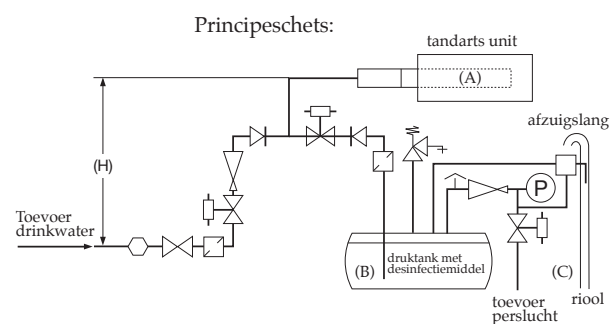 Principeschets:
tandarts unit
(A)
afzuigslang
(H)
P
Toevoer
drinkwater
(B)
druktank met
desinfectiemiddel
(C)
toevoer
perslucht
riool